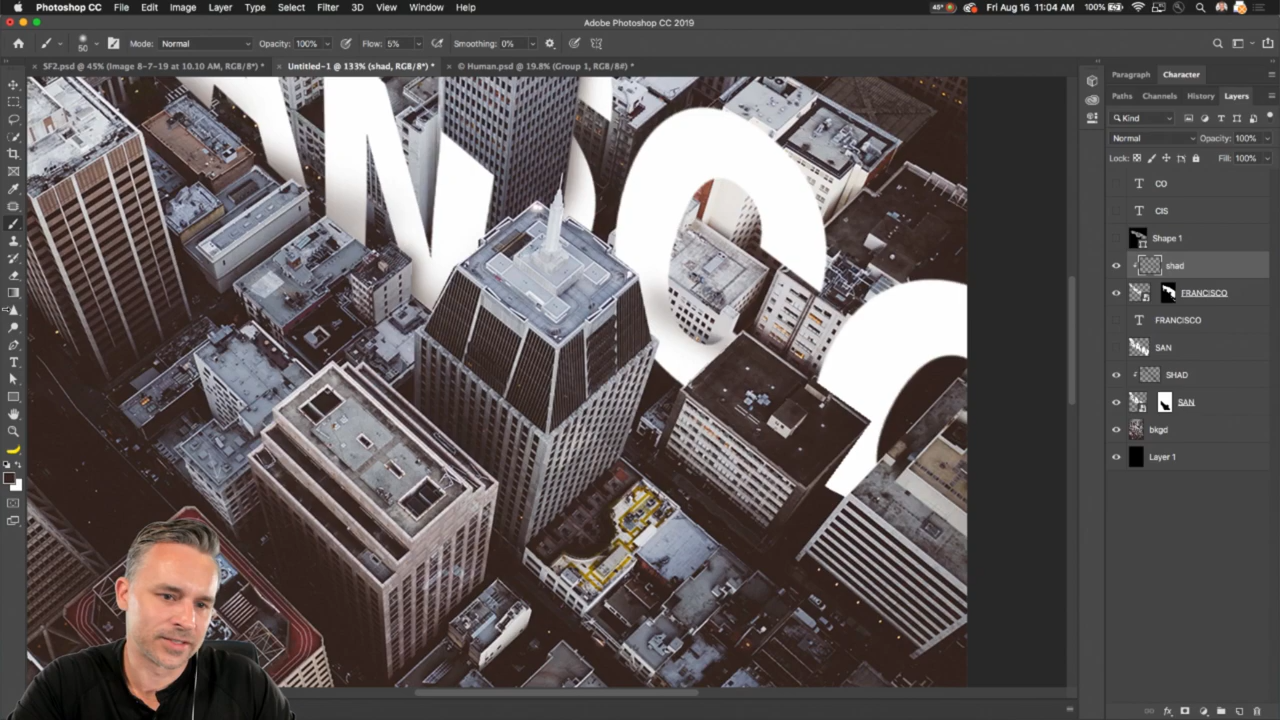 Photoshop CC File Edit Image Layer Type Select Filter 3D View Window Help 45° 100% Fri Aug 16 11:04 AM
Adobe Photoshop CC 2019
50 Mode: Normal Opacity: 100% Flow: 5% Smoothing: 0%
× SF2.psd @ 45% (Image 8-7-19 at 10.10 AM, RGB/8*) * × Untitled-1 @ 133% (shad, RGB/8*) * × © Human.psd @ 19.8% (Group 1, RGB/8#) *
Paragraph Character
Paths Channels History Layers
Kind
Normal Opacity: 100%
Lock: Fill: 100%
T CO
T CIS
Shape 1
shad
FRANCISCO
T FRANCISCO
SAN
SHAD
SAN
bkgd
Layer 1
fx